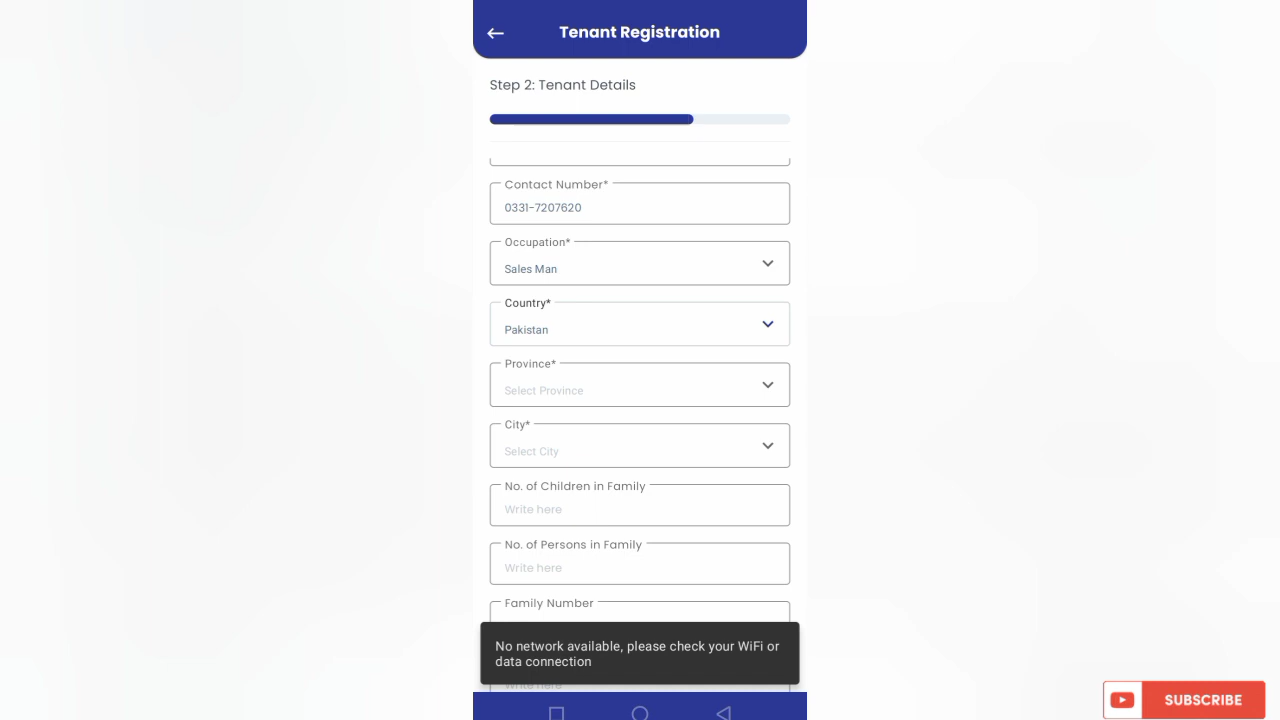 Tenant Registration
Step 2: Tenant Details
Contact Number*
0331-7207620
Occupation*
Sales Man
Country*
Pakistan
Province*
Select Province
City*
Select City
No. of Children in Family
Write here
No. of Persons in Family
Write here
Family Number
No network available, please check your WiFi or
data connection
Write here
SUBSCRIBE